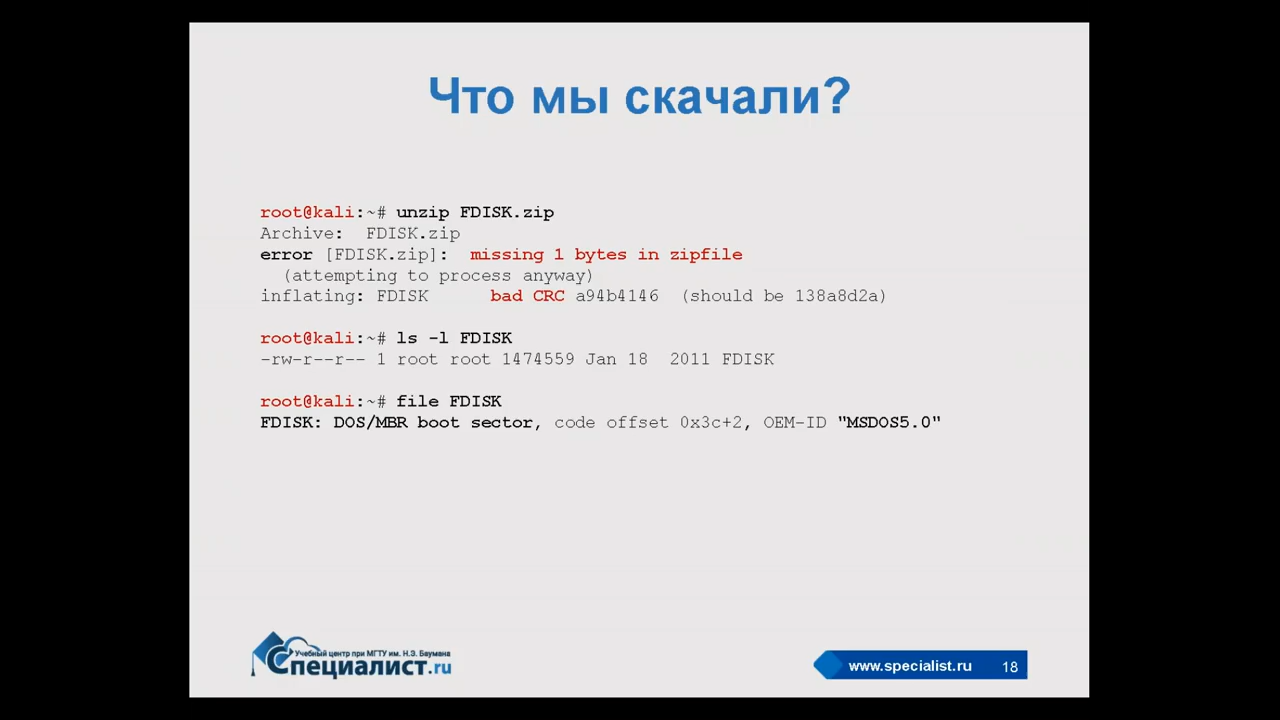 Что мы скачали?
root@kali:~# unzip FDISK.zip
Archive:  FDISK.zip
error [FDISK.zip]:  missing 1 bytes in zipfile
(attempting to process anyway)
inflating: FDISK      bad CRC a94b4146  (should be 138a8d2a)
root@kali:~# ls -l FDISK
-rw-r--r-- 1 root root 1474559 Jan 18  2011 FDISK
root@kali:~# file FDISK
FDISK: DOS/MBR boot sector, code offset 0x3c+2, OEM-ID "MSDOS5.0"
Учебный центр при МГТУ им. Н.Э. Баумана
Специалист.ru
www.specialist.ru 18